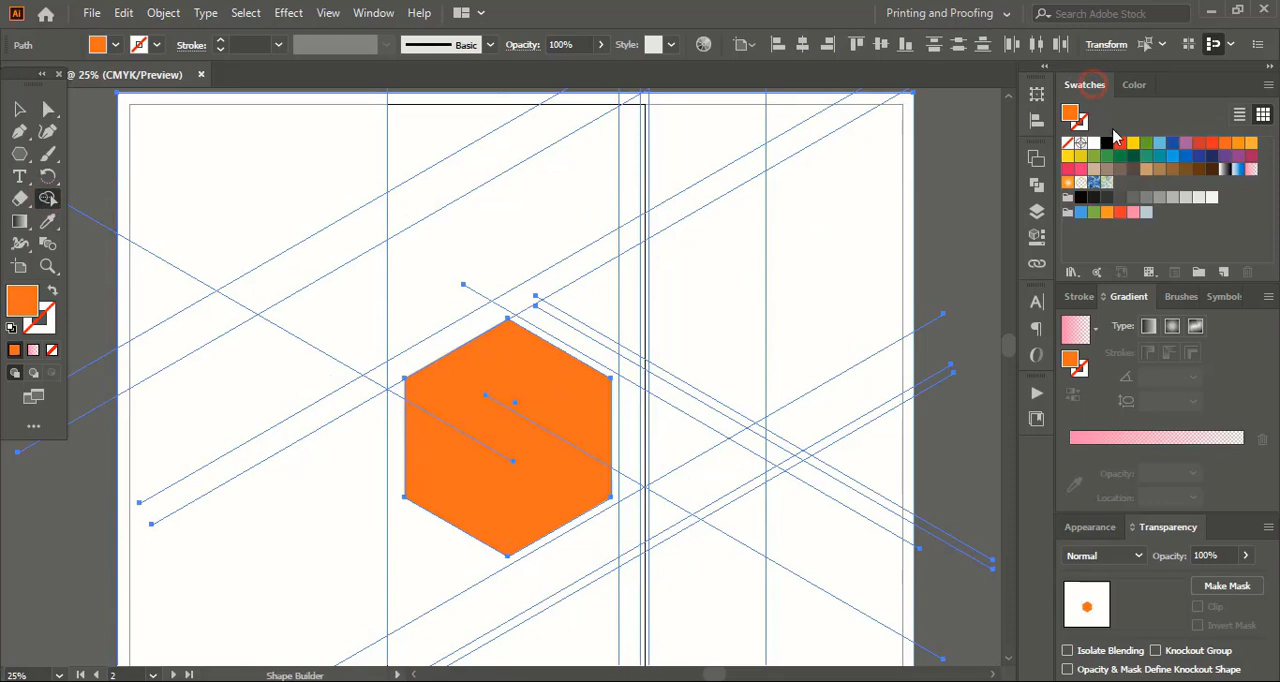 Ai File Edit Object Type Select Effect View Window Help Printing and Proofing Search Adobe Stock
Path Stroke: Basic Opacity: 100% Style: Transform
@ 25% (CMYK/Preview)
Swatches Color
Stroke Gradient Brushes Symbols
Type:
Stroke:
Opacity:
Location:
Appearance Transparency
Normal Opacity: 100%
Make Mask
Clip
Invert Mask
Isolate Blending Knockout Group
Opacity & Mask Define Knockout Shape
25% 2 Shape Builder